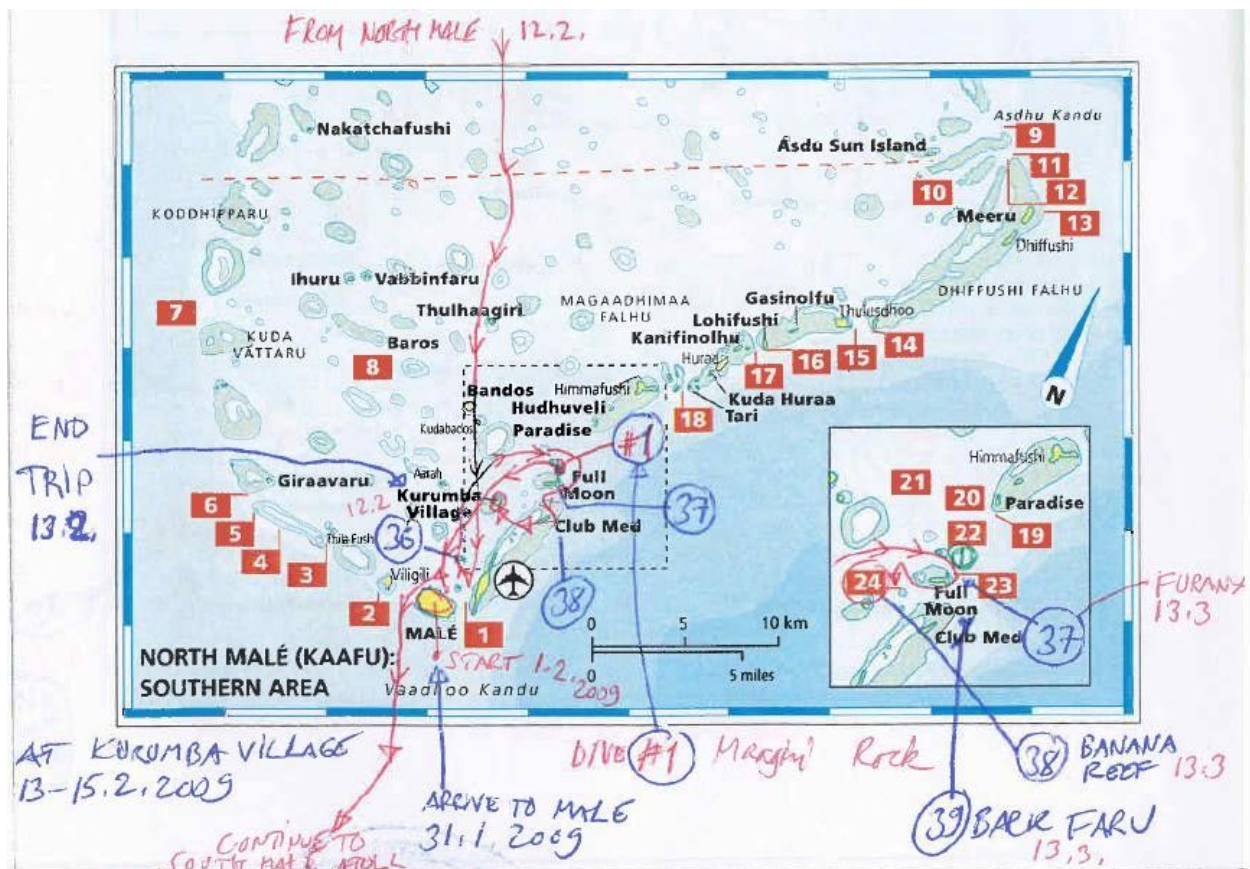 FROM NORTH MALE 12.2.
Nakatchafushi
Asdhu Kandu
9
Asdu Sun Island
11
10
12
KODDHIPPARU
Meeru
13
Dhiffushi
Ihuru
Vabbinfaru
DHIFFUSHI FALHU
7
Thulhaagiri
MAGAADHIMAA
FALHU
Gasinolfu
Thulusdhoo
Lohifushi
KUDA
VATTARU
Baros
Kanifinolhu
14
15
16
8
Huraa
17
Bandos
Himmafushi
Kuda Huraa
Tari
18
N
Hudhuveli
Kudabados
Paradise
#1
END
TRIP
13.2.
Aarah
Giraavaru
6
12.2
Kurumba
Village
Full
Moon
37
5
Club Med
4
3
Thila Fushi
36
Viligili
2
38
MALÉ
1
0 5 10 km
0 5 miles
START 1.2.
2009
NORTH MALÉ (KAAFU):
SOUTHERN AREA
Vaadhoo Kandu
Himmafushi
21
20
Paradise
22
19
24
23
Full
Moon
Club Med
37
FURANA
13.3
AT KURUMBA VILLAGE
13-15.2.2009
DIVE #1
Rock
38 BANANA
REEF 13.3
ARRIVE TO MALE
31.1.2009
39 BACK FARU
13.3.
CONTINUE TO
SOUTH MALE ATOLL